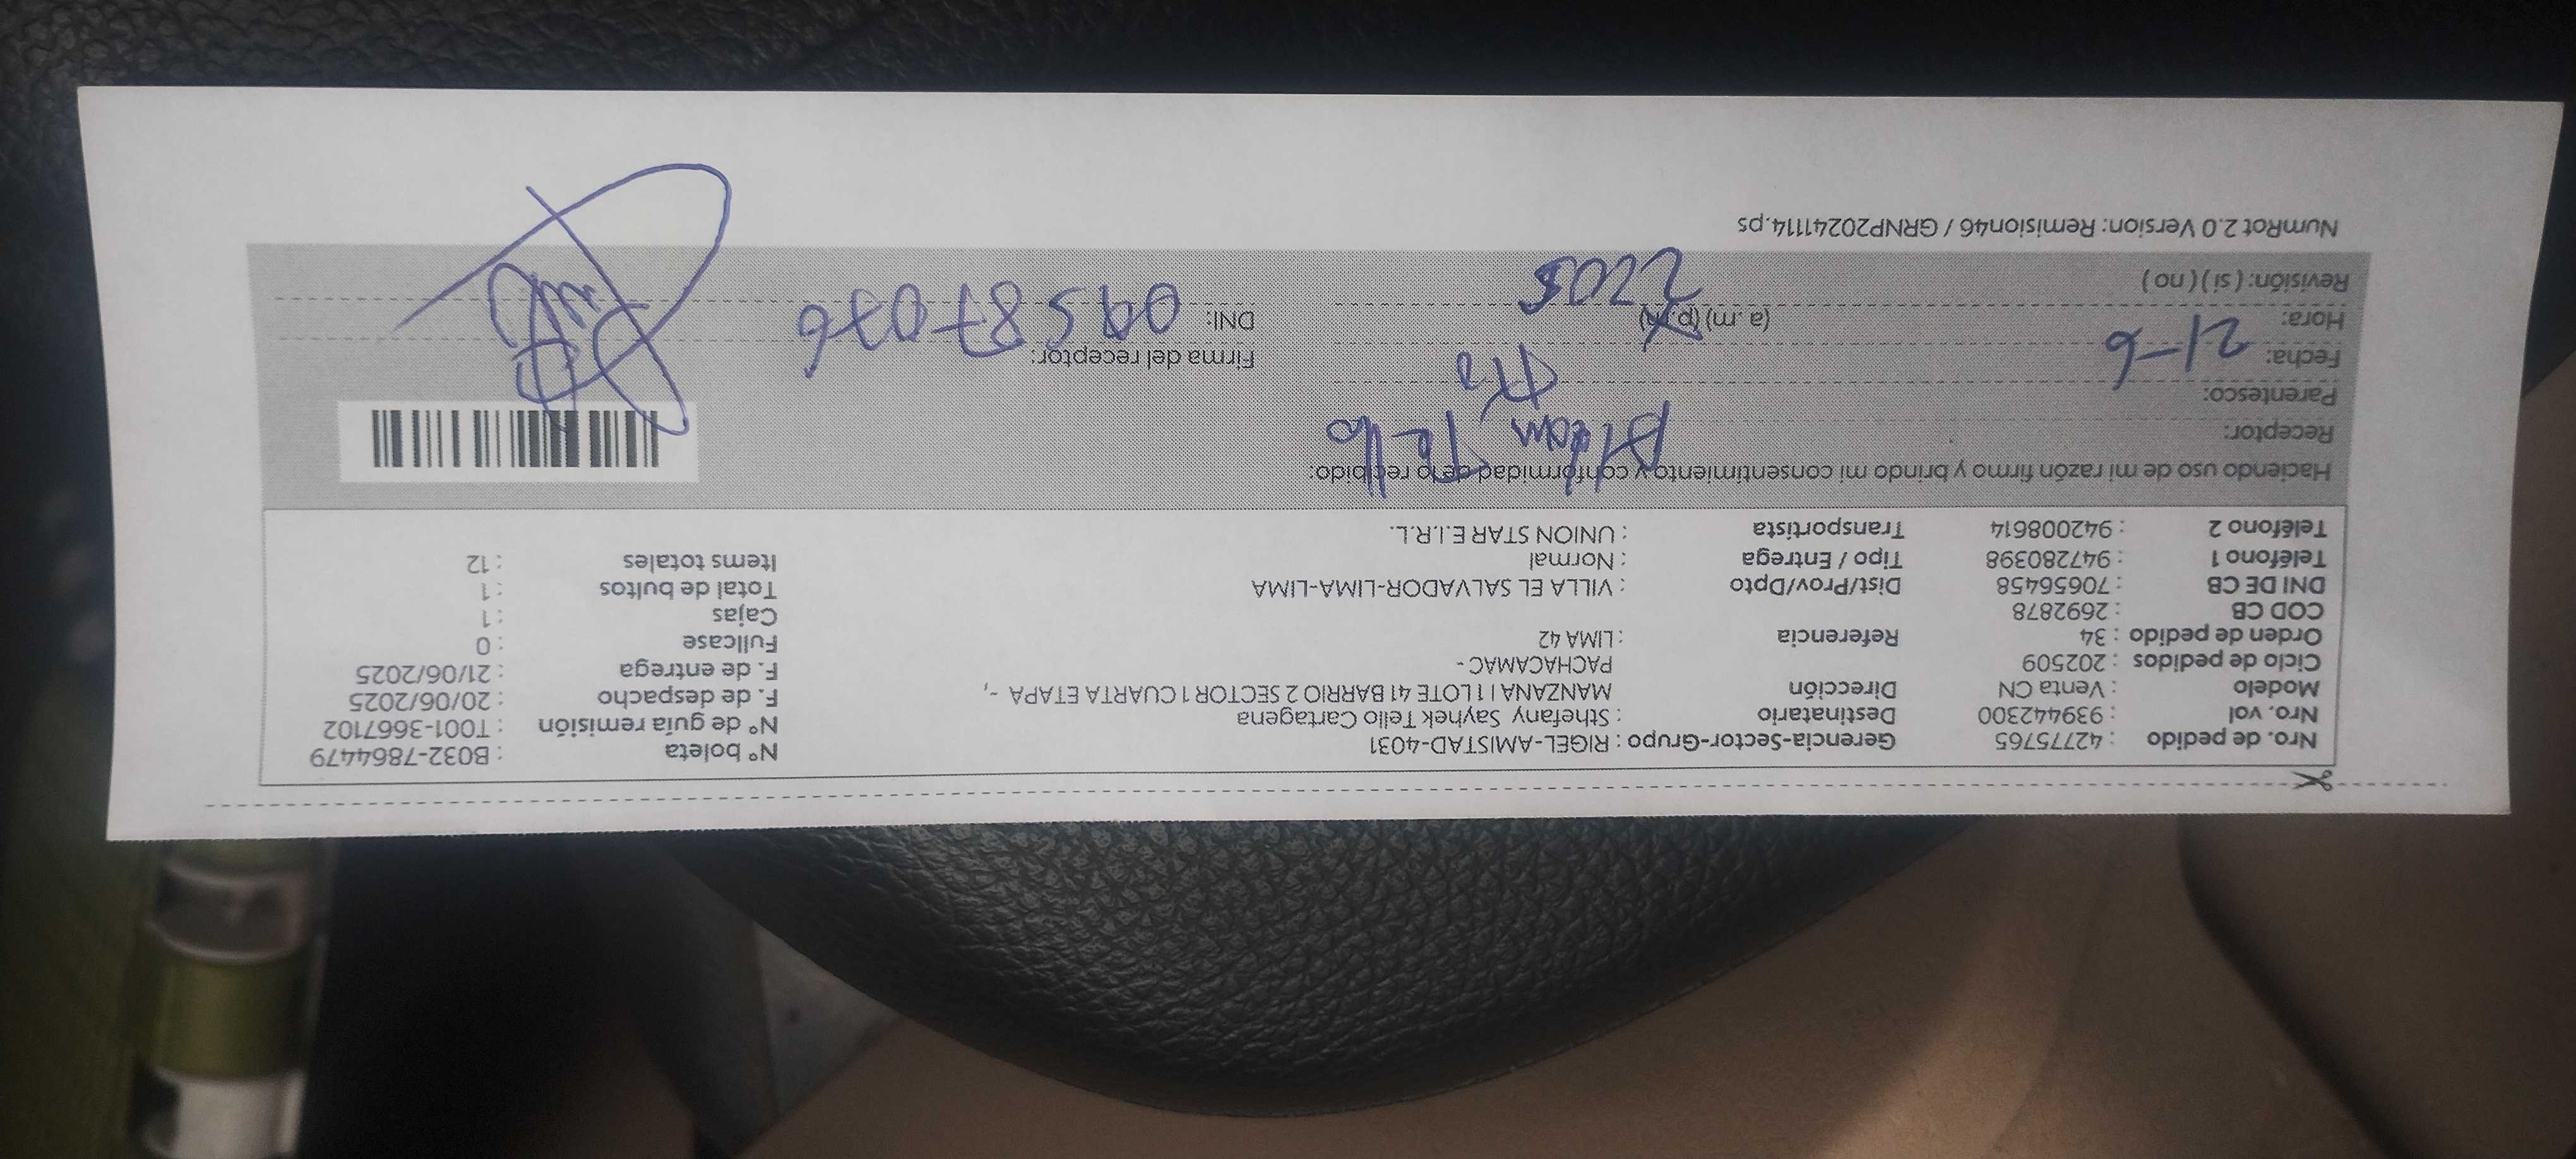 Nro. de pedido : 42775765 Gerencia-Sector-Grupo : RIGEL-AMISTAD-4031 N° boleta : B032-7864479
Nro. vol : 939442300 Destinatario : Sthefany Sayhek Tello Cartagena N° de guía remisión : T001-3667102
Modelo : Venta CN Dirección MANZANA I 1 LOTE 41 BARRIO 2 SECTOR 1 CUARTA ETAPA -, F. de despacho : 20/06/2025
Ciclo de pedidos : 202509 PACHACAMAC - F. de entrega : 21/06/2025
Orden de pedido : 34 Referencia : LIMA 42 Fullcase : 0
COD CB : 2692878 Cajas : 1
DNI DE CB : 70656458 Dist/Prov/Dpto : VILLA EL SALVADOR-LIMA-LIMA Total de bultos : 1
Teléfono 1 : 947280398 Tipo / Entrega : Normal Items totales : 12
Teléfono 2 : 942008614 Transportista : UNION STAR E.I.R.L.
Haciendo uso de mi razón firmo y brindo mi consentimiento y conformidad de lo recibido:
Receptor: Tello
Parentesco:
Fecha: 21-6 Firma del receptor:
Hora: (a .m) (p.m) DNI: 09587076
Revisión: ( si ) ( no ) 2205
NumRot 2.0 Version: Remision46 / GRNP20241114.ps